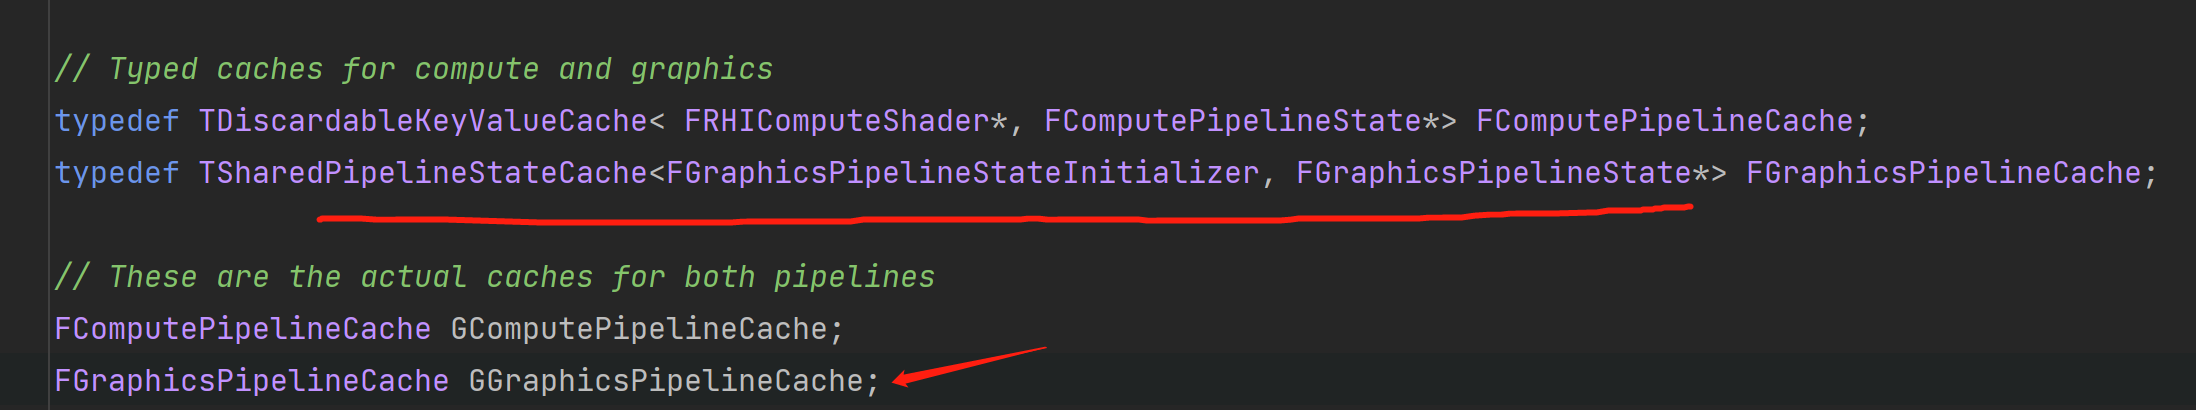 // Typed caches for compute and graphics
typedef TDiscardableKeyValueCache< FRHIComputeShader*, FComputePipelineState*> FComputePipelineCache;
typedef TSharedPipelineStateCache<FGraphicsPipelineStateInitializer, FGraphicsPipelineState*> FGraphicsPipelineCache;
// These are the actual caches for both pipelines
FComputePipelineCache GComputePipelineCache;
FGraphicsPipelineCache GGraphicsPipelineCache;